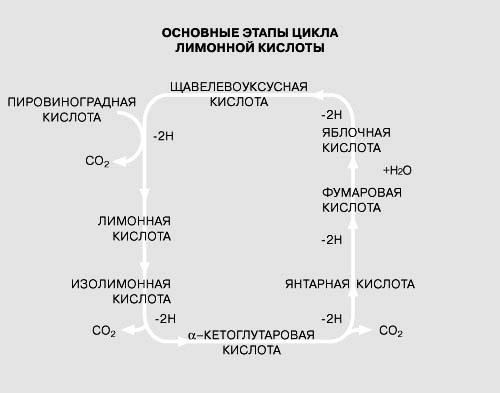 ОСНОВНЫЕ ЭТАПЫ ЦИКЛА
ЛИМОННОЙ КИСЛОТЫ
ЩАВЕЛЕВОУКСУСНАЯ
КИСЛОТА
ПИРОВИНОГРАДНАЯ
КИСЛОТА
-2H
CO2
-2H
ЯБЛОЧНАЯ
КИСЛОТА
+H2O
ФУМАРОВАЯ
КИСЛОТА
ЛИМОННАЯ
КИСЛОТА
-2H
ИЗОЛИМОННАЯ
КИСЛОТА
ЯНТАРНАЯ КИСЛОТА
-2H
CO2
-2H
CO2
α–КЕТОГЛУТАРОВАЯ
КИСЛОТА